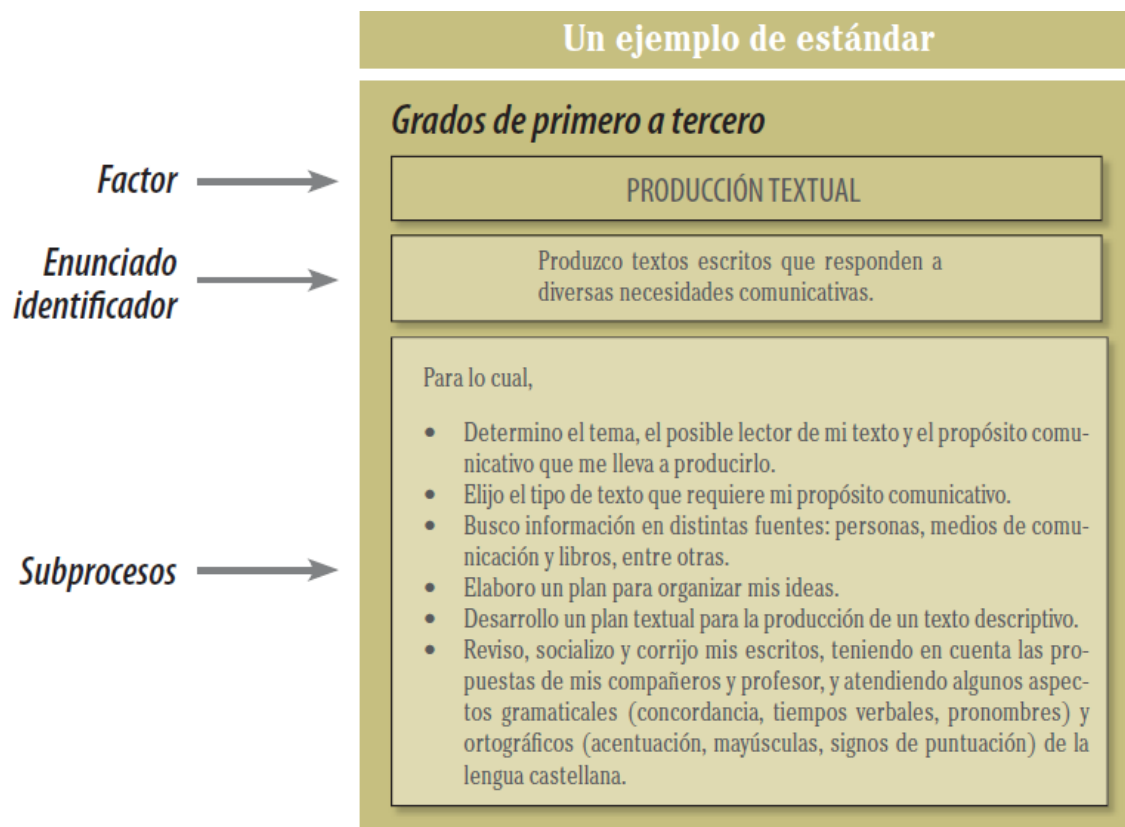 Un ejemplo de estándar
Grados de primero a tercero
Factor
PRODUCCIÓN TEXTUAL
Enunciado
identificador
Produzco textos escritos que responden a
diversas necesidades comunicativas.
Subprocesos
Para lo cual,
• Determino el tema, el posible lector de mi texto y el propósito comu-
nicativo que me lleva a producirlo.
• Elijo el tipo de texto que requiere mi propósito comunicativo.
• Busco información en distintas fuentes: personas, medios de comu-
nicación y libros, entre otras.
• Elaboro un plan para organizar mis ideas.
• Desarrollo un plan textual para la producción de un texto descriptivo.
• Reviso, socializo y corrijo mis escritos, teniendo en cuenta las pro-
puestas de mis compañeros y profesor, y atendiendo algunos aspec-
tos gramaticales (concordancia, tiempos verbales, pronombres) y
ortográficos (acentuación, mayúsculas, signos de puntuación) de la
lengua castellana.